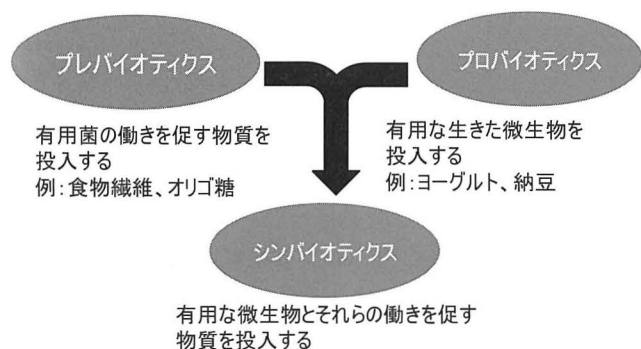 プレバイオティクス
有用菌の働きを促す物質を
投入する
例：食物繊維、オリゴ糖
プロバイオティクス
有用な生きた微生物を
投入する
例：ヨーグルト、納豆
シンバイオティクス
有用な微生物とそれらの働きを促す
物質を投入する